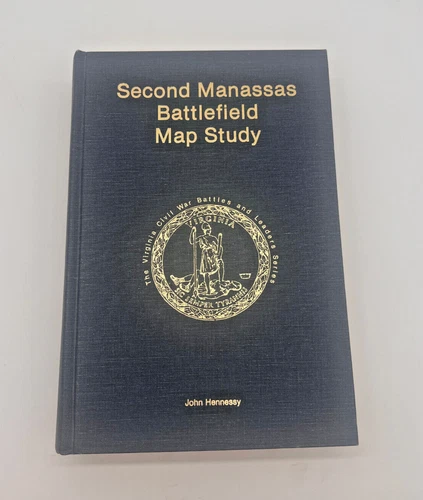 Second Manassas
Battlefield
Map Study
The Virginia Civil War Battles and Leaders Series
VIRGINIA
SIC SEMPER TYRANNIS
John Hennessy